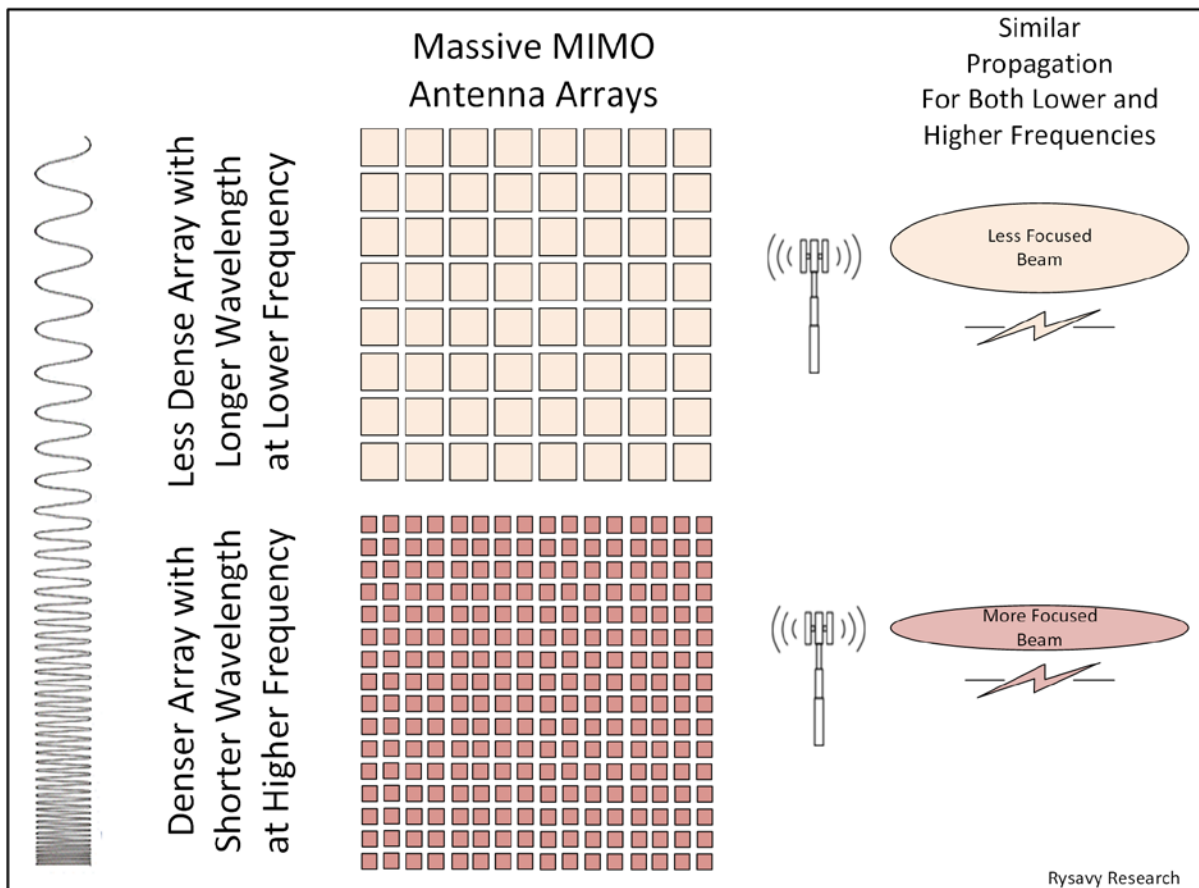 Massive MIMO
Antenna Arrays
Similar
Propagation
For Both Lower and
Higher Frequencies
Less Dense Array with
Longer Wavelength
at Lower Frequency
Less Focused
Beam
Denser Array with
Shorter Wavelength
at Higher Frequency
More Focused
Beam
Rysavy Research